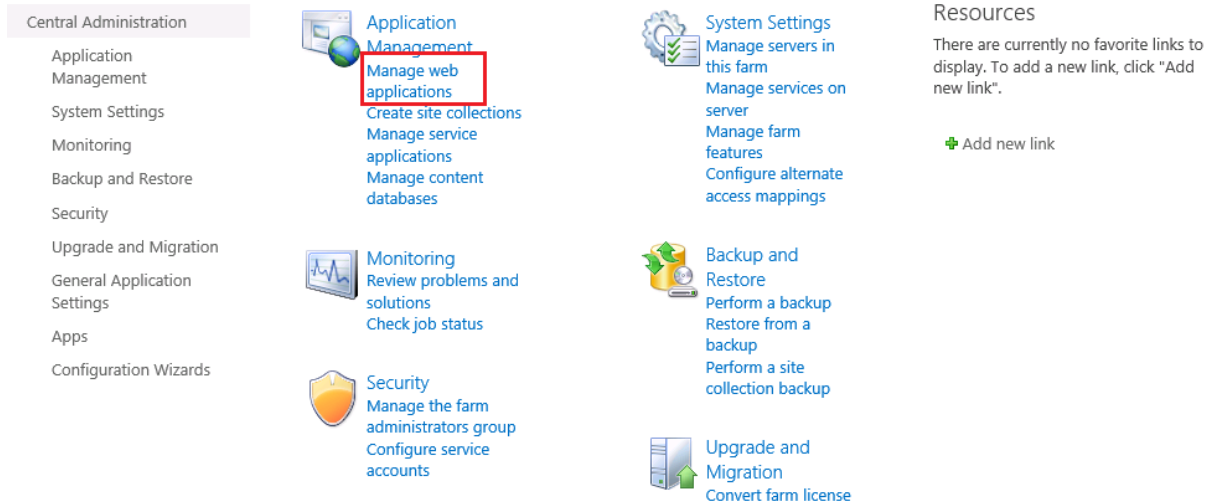 Central Administration
Application
Management
System Settings
Monitoring
Backup and Restore
Security
Upgrade and Migration
General Application
Settings
Apps
Configuration Wizards
Application
Management
Manage web
applications
Create site collections
Manage service
applications
Manage content
databases
Monitoring
Review problems and
solutions
Check job status
Security
Manage the farm
administrators group
Configure service
accounts
System Settings
Manage servers in
this farm
Manage services on
server
Manage farm
features
Configure alternate
access mappings
Backup and
Restore
Perform a backup
Restore from a
backup
Perform a site
collection backup
Upgrade and
Migration
Convert farm license
Resources
There are currently no favorite links to
display. To add a new link, click "Add
new link".
Add new link